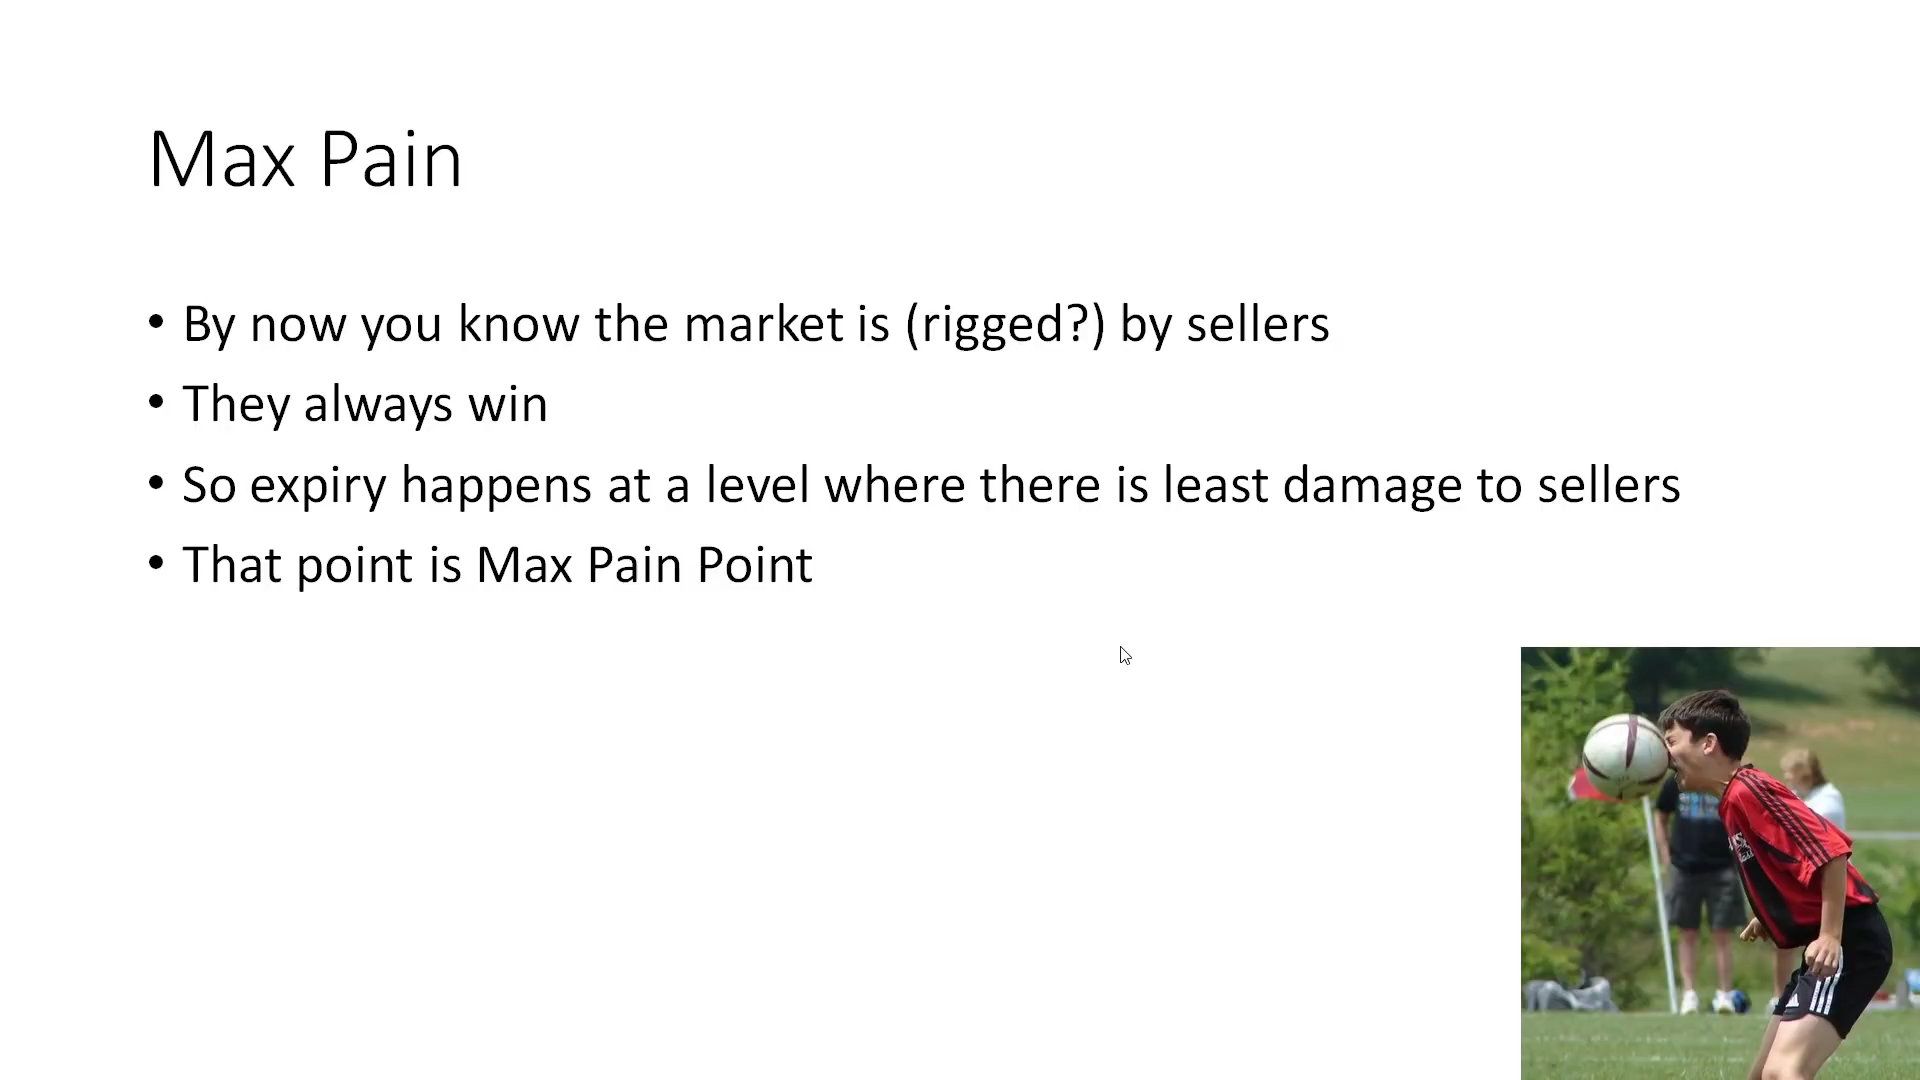 Max Pain
• By now you know the market is (rigged?) by sellers
• They always win
• So expiry happens at a level where there is least damage to sellers
• That point is Max Pain Point